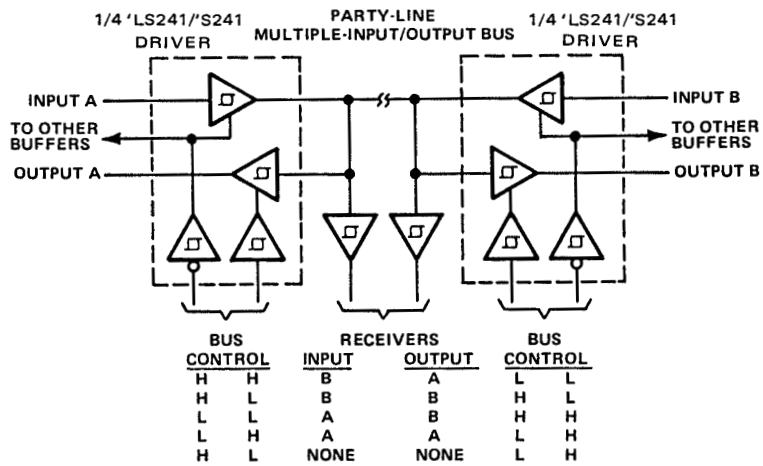 1/4 'LS241/'S241
DRIVER
PARTY-LINE
MULTIPLE-INPUT/OUTPUT BUS
1/4 'LS241/'S241
DRIVER
INPUT A
INPUT B
TO OTHER
BUFFERS
TO OTHER
BUFFERS
OUTPUT A
OUTPUT B
BUS RECEIVERS BUS
CONTROL INPUT OUTPUT CONTROL
H H B A L L
H L B B H L
L L A B H H
L H A A L H
H L NONE NONE L H